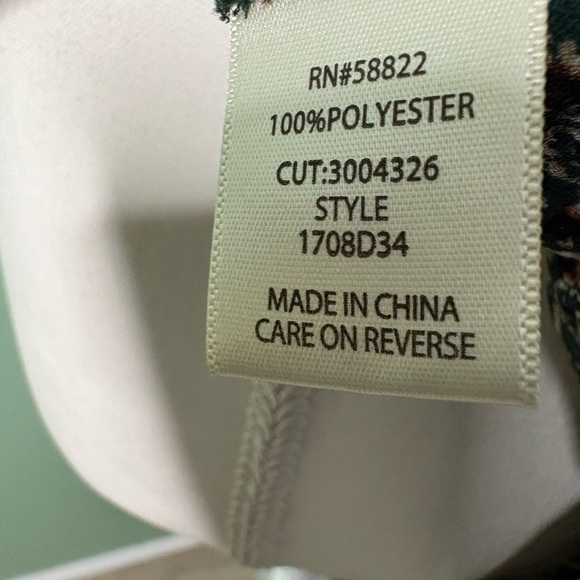 RN#58822
100%POLYESTER
CUT:3004326
STYLE
1708D34
MADE IN CHINA
CARE ON REVERSE